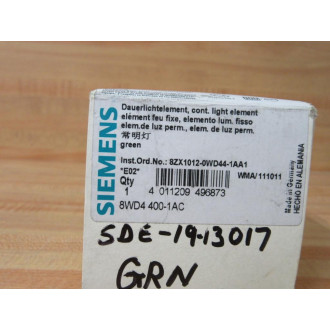 SIEMENS
Dauerlichtelement, cont. light element
elément feu fixe, elemento lum. fisso
elem.de luz perm., elem. de luz perm.
常明灯
green
Inst.Ord.No.: 8ZX1012-0WD44-1AA1
"E02" WMA/111011
Qty
1 4 011209 496873
8WD4 400-1AC
Made in Germany
HECHO EN ALEMANIA
SDE-19-13017
GRN